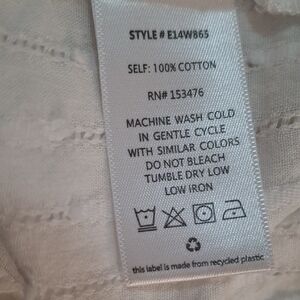 STYLE # E14W865
SELF: 100% COTTON
RN# 153476
MACHINE WASH COLD
IN GENTLE CYCLE
WITH SIMILAR COLORS
DO NOT BLEACH
TUMBLE DRY LOW
LOW IRON
this label is made from recycled plastic